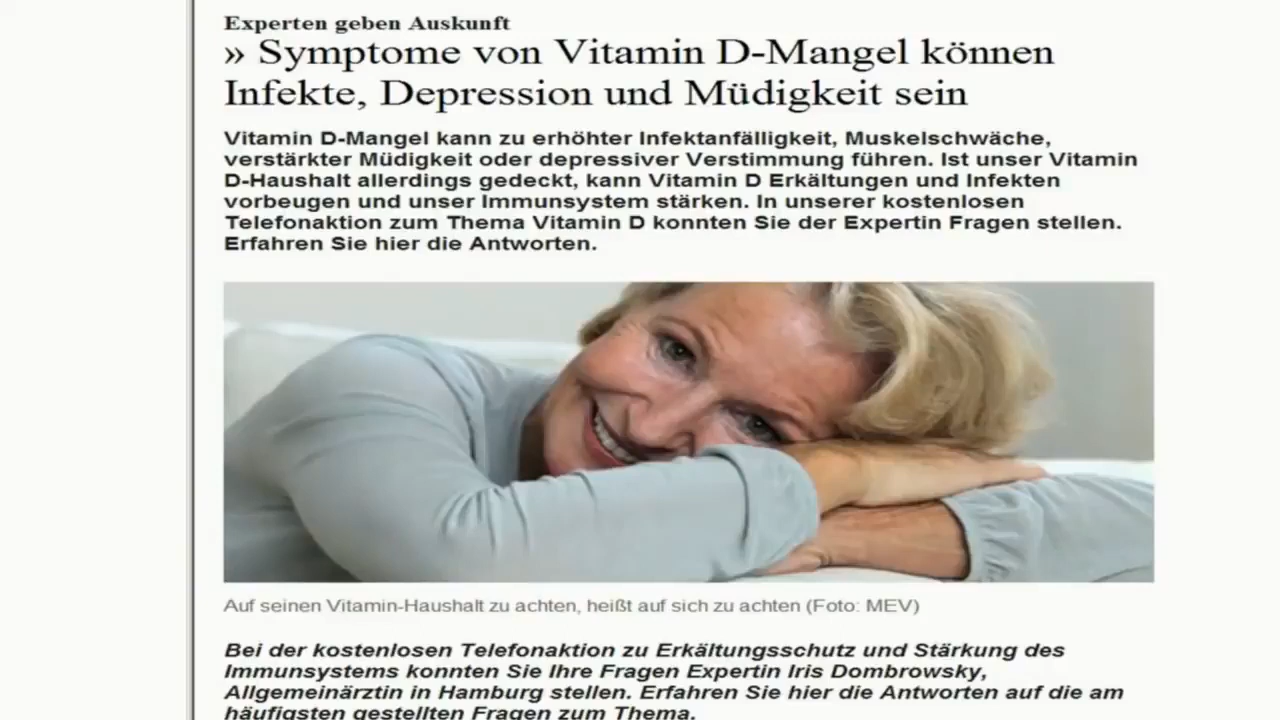 Experten geben Auskunft
» Symptome von Vitamin D-Mangel können
Infekte, Depression und Müdigkeit sein
Vitamin D-Mangel kann zu erhöhter Infektanfälligkeit, Muskelschwäche,
verstärkter Müdigkeit oder depressiver Verstimmung führen. Ist unser Vitamin
D-Haushalt allerdings gedeckt, kann Vitamin D Erkältungen und Infekten
vorbeugen und unser Immunsystem stärken. In unserer kostenlosen
Telefonaktion zum Thema Vitamin D konnten Sie der Expertin Fragen stellen.
Erfahren Sie hier die Antworten.
Auf seinen Vitamin-Haushalt zu achten, heißt auf sich zu achten (Foto: MEV)
Bei der kostenlosen Telefonaktion zu Erkältungsschutz und Stärkung des
Immunsystems konnten Sie Ihre Fragen Expertin Iris Dombrowsky,
Allgemeinärztin in Hamburg stellen. Erfahren Sie hier die Antworten auf die am
häufigsten gestellten Fragen zum Thema.